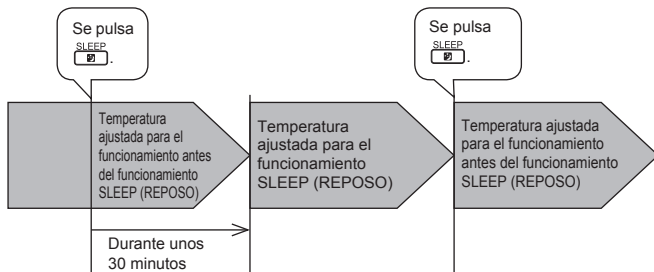 Se pulsa
SLEEP
.
Se pulsa
SLEEP
.
Temperatura
ajustada para el
funcionamiento antes
del funcionamiento
SLEEP (REPOSO)
Temperatura
ajustada para el
funcionamiento
SLEEP (REPOSO)
Temperatura ajustada
para el funcionamiento
antes del funcionamiento
SLEEP (REPOSO)
Durante unos
30 minutos